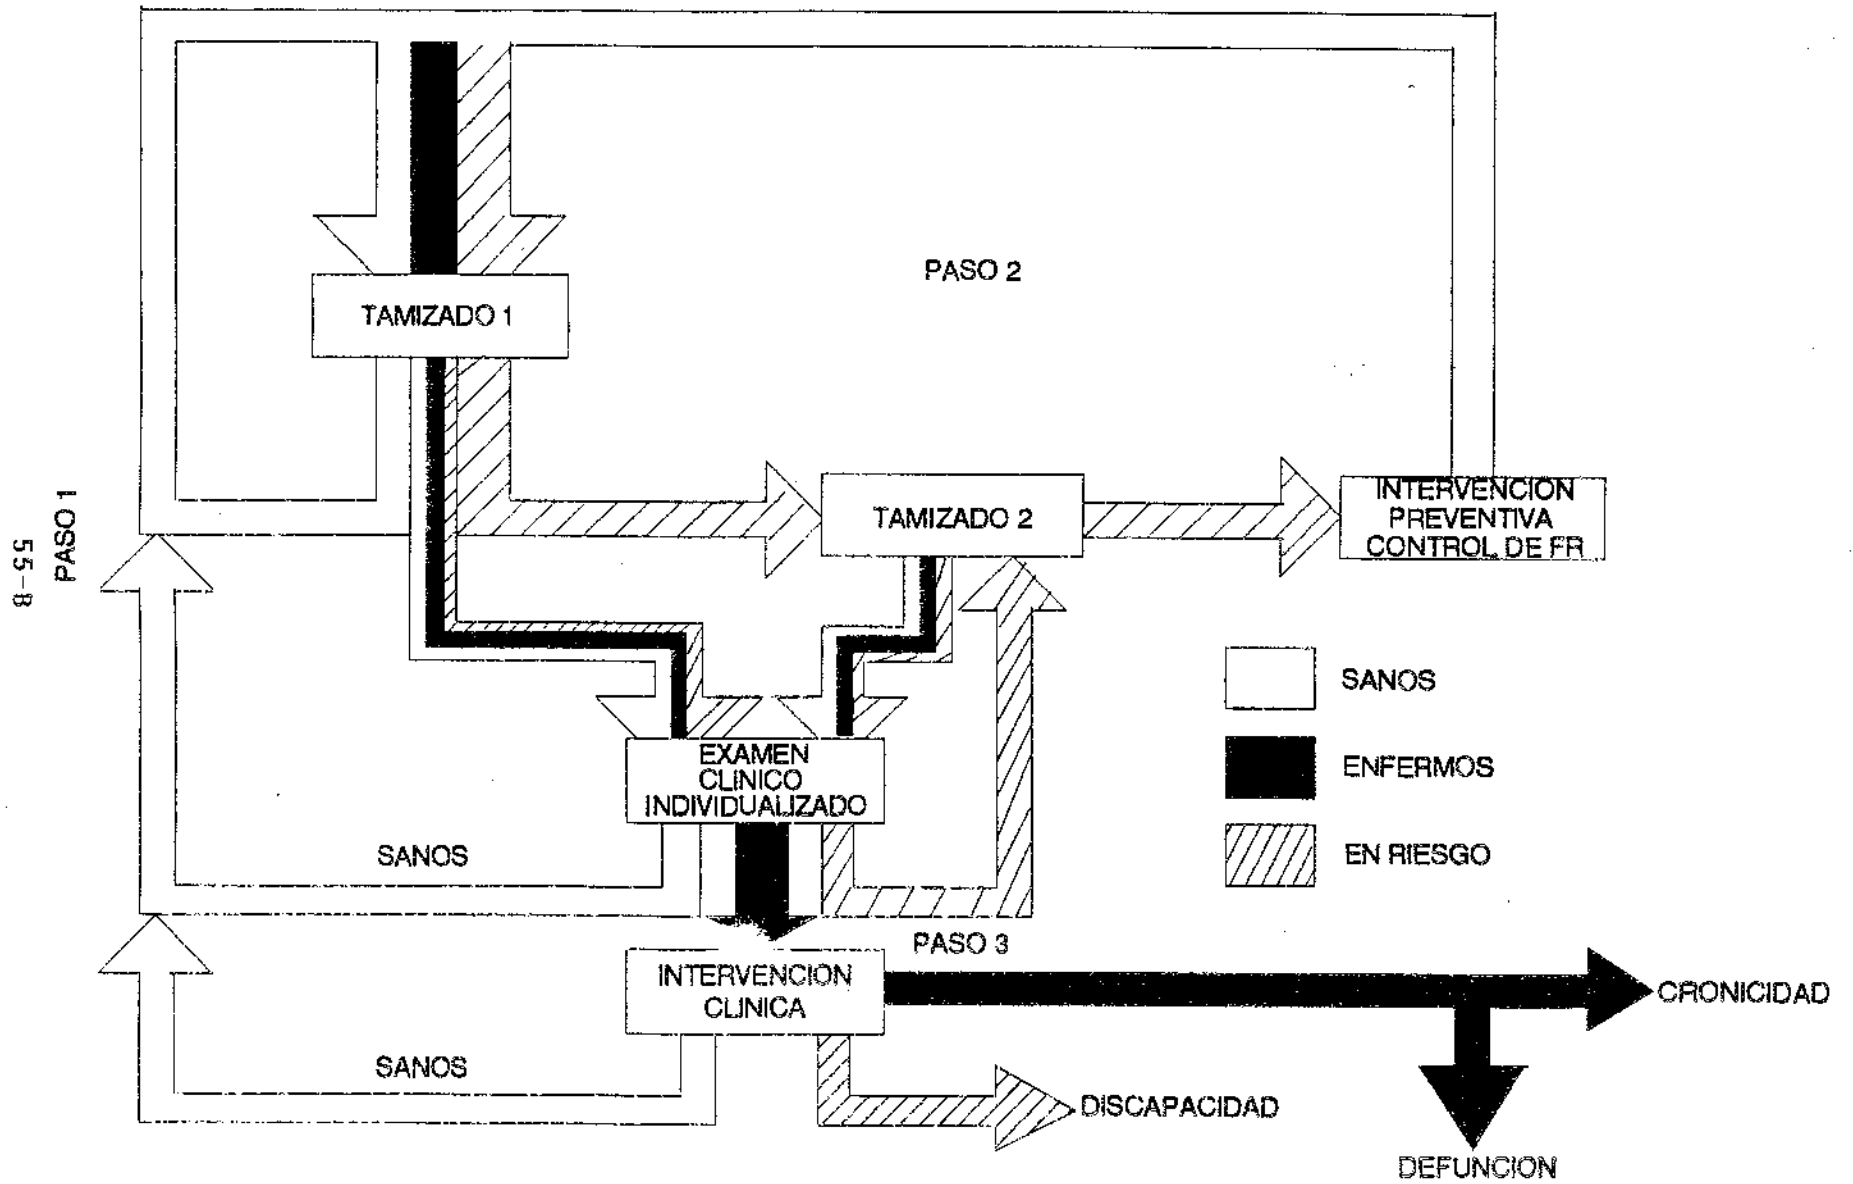 PASO 2
TAMIZADO 1
PASO 1
55-B
TAMIZADO 2
INTERVENCION
PREVENTIVA
CONTROL DE FR
SANOS
ENFERMOS
EN RIESGO
EXAMEN
CLINICO
INDIVIDUALIZADO
SANOS
PASO 3
INTERVENCION
CLINICA
CRONICIDAD
SANOS
DISCAPACIDAD
DEFUNCION